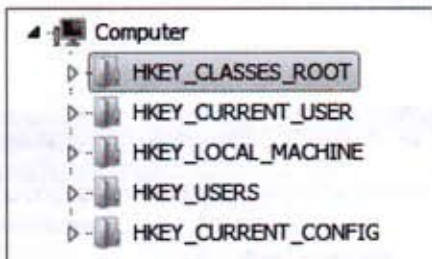 Computer
HKEY_CLASSES_ROOT
HKEY_CURRENT_USER
HKEY_LOCAL_MACHINE
HKEY_USERS
HKEY_CURRENT_CONFIG